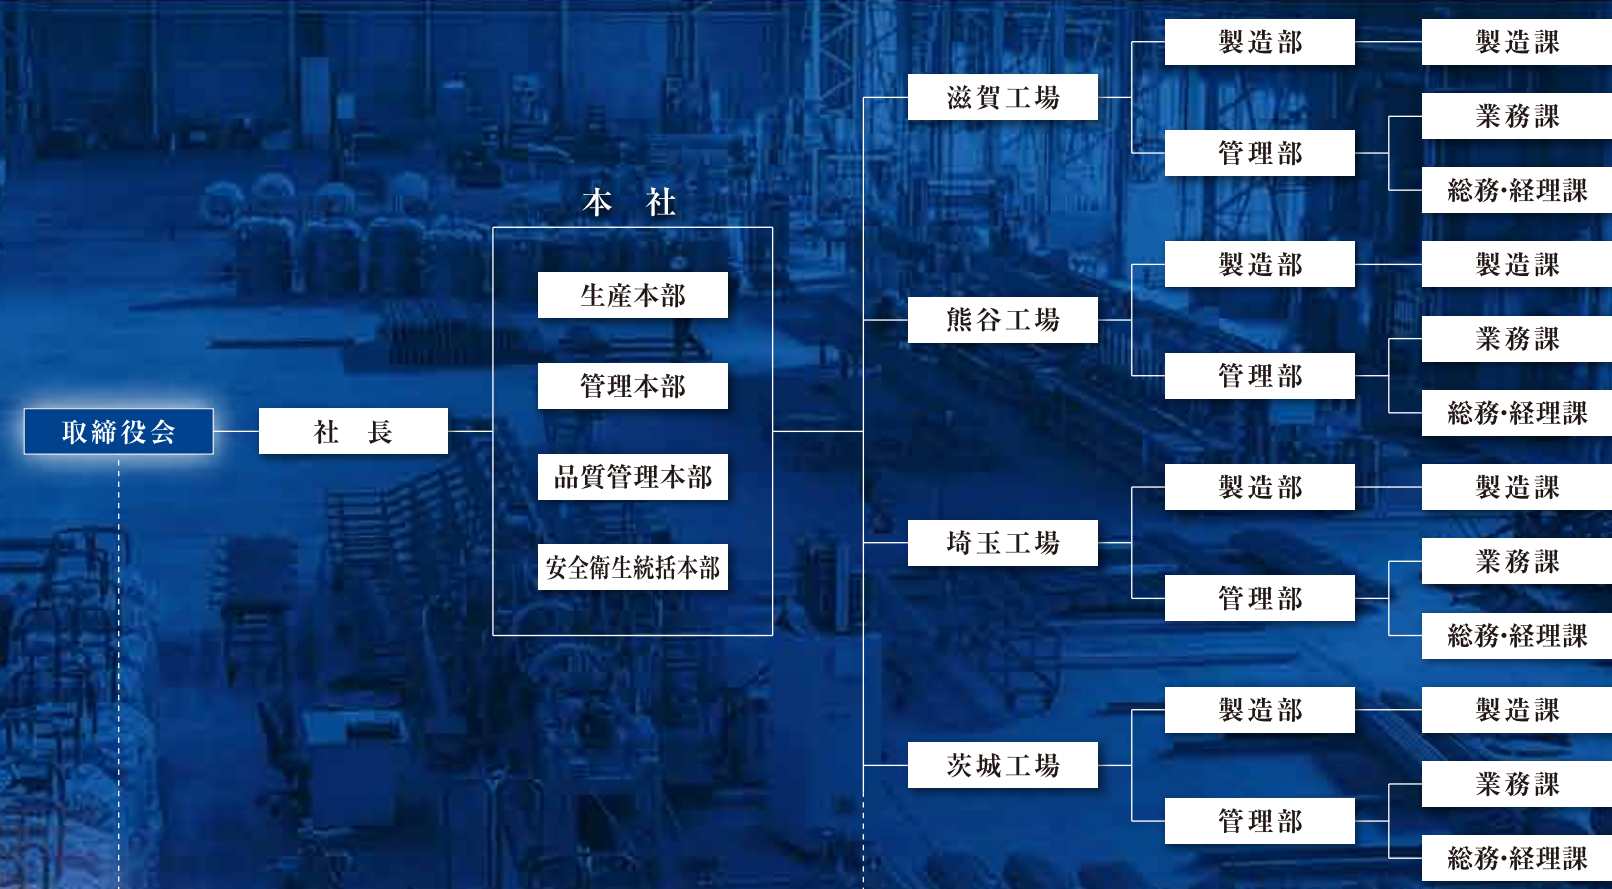 取締役会
社　長
本　社
生産本部
管理本部
品質管理本部
安全衛生統括本部
滋賀工場
製造部
製造課
管理部
業務課
総務・経理課
熊谷工場
製造部
製造課
管理部
業務課
総務・経理課
埼玉工場
製造部
製造課
管理部
業務課
総務・経理課
茨城工場
製造部
製造課
管理部
業務課
総務・経理課